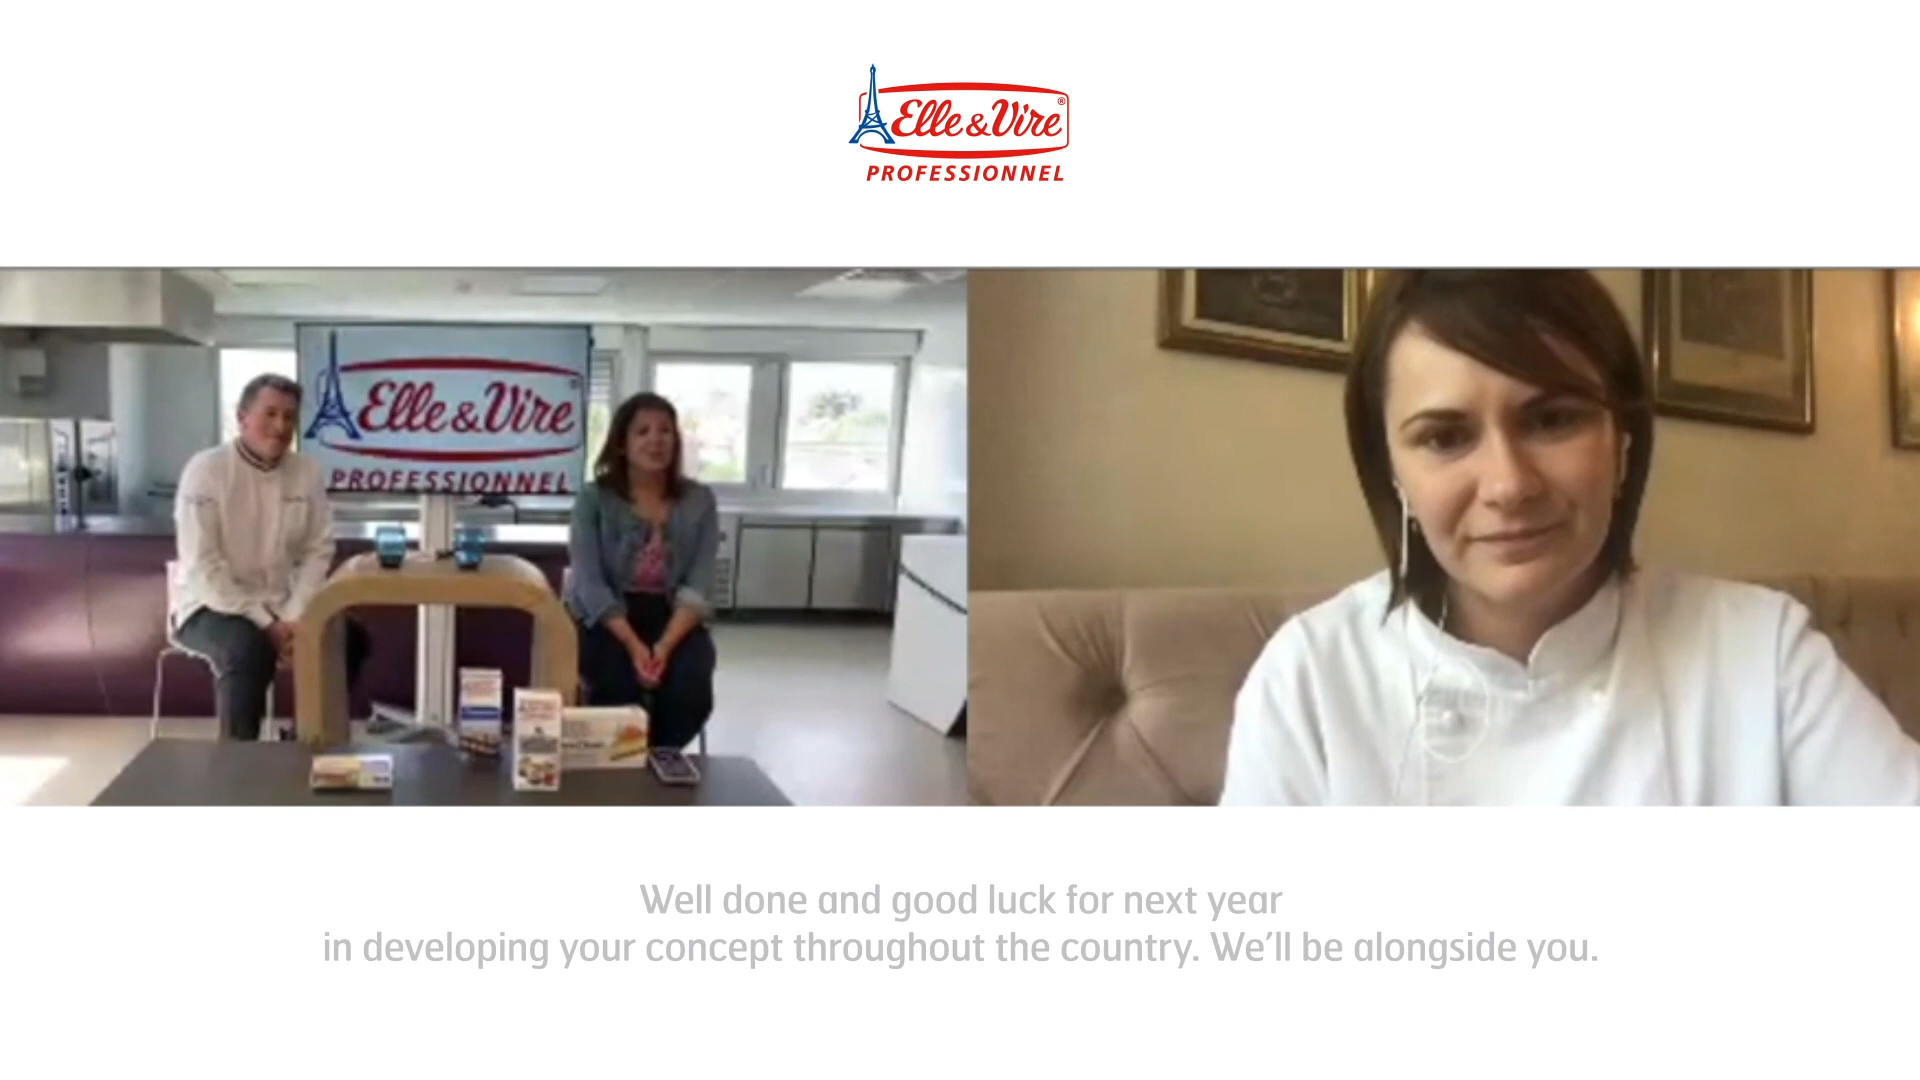 Elle & Vire ®
PROFESSIONNEL
Elle & Vire
PROFESSIONNEL
Well done and good luck for next year
in developing your concept throughout the country. We'll be alongside you.